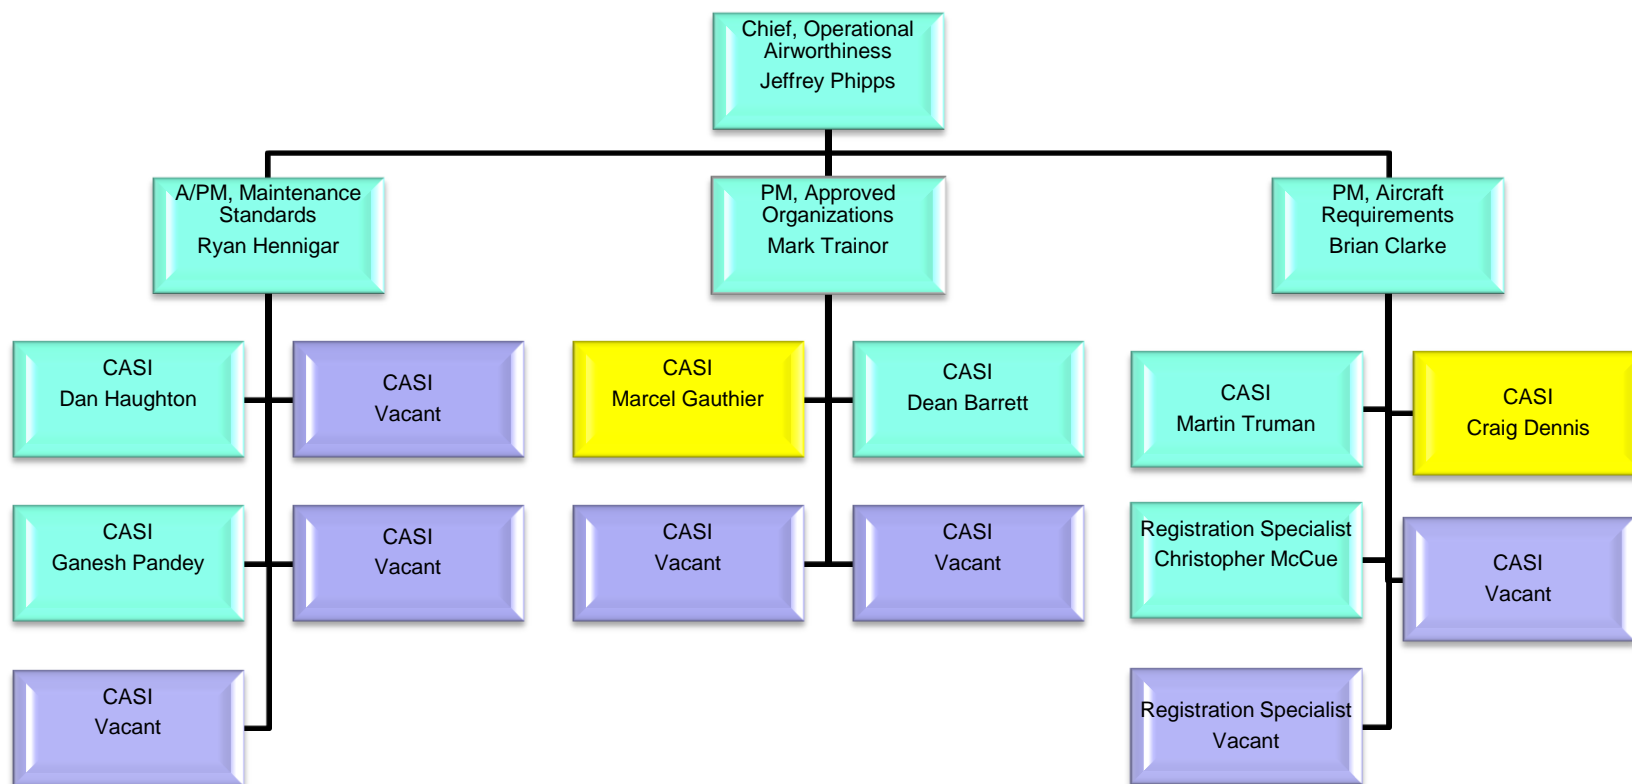 Chief, Operational
Airworthiness
Jeffrey Phipps
A/PM, Maintenance
Standards
Ryan Hennigar
PM, Approved
Organizations
Mark Trainor
PM, Aircraft
Requirements
Brian Clarke
CASI
Dan Haughton
CASI
Vacant
CASI
Marcel Gauthier
CASI
Dean Barrett
CASI
Martin Truman
CASI
Craig Dennis
CASI
Ganesh Pandey
CASI
Vacant
CASI
Vacant
CASI
Vacant
Registration Specialist
Christopher McCue
CASI
Vacant
CASI
Vacant
Registration Specialist
Vacant